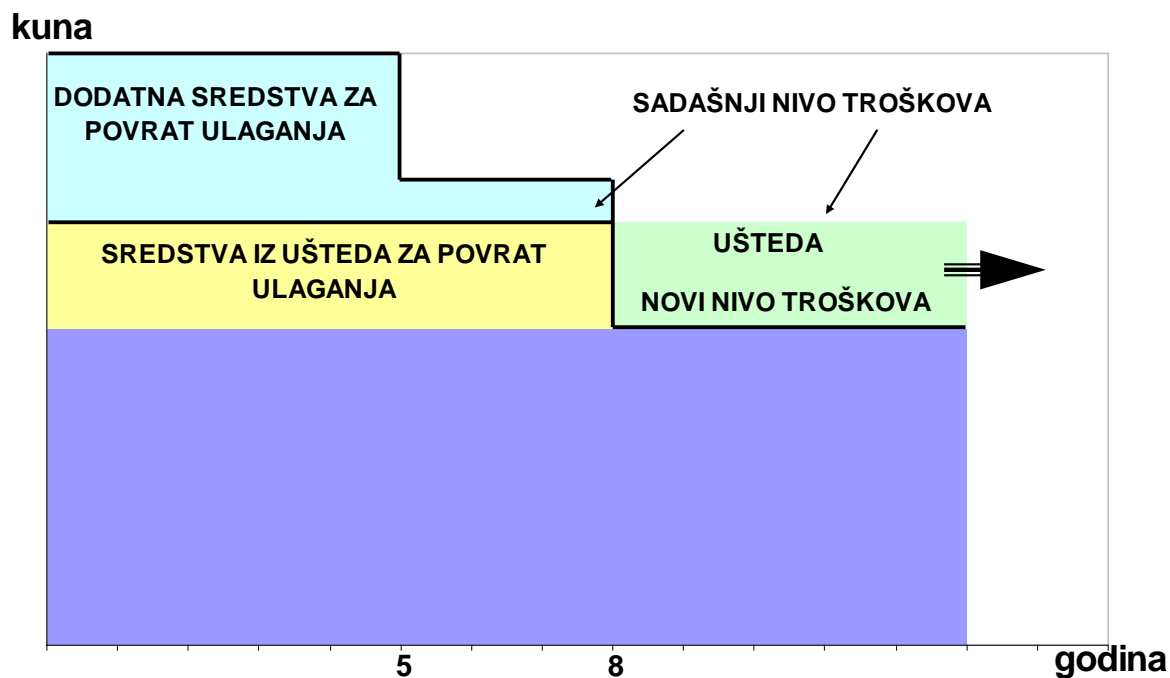 kuna
DODATNA SREDSTVA ZA
POVRAT ULAGANJA
SADAŠNJI NIVO TROŠKOVA
SREDSTVA IZ UŠTEDA ZA POVRAT
ULAGANJA
UŠTEDA
NOVI NIVO TROŠKOVA
5
8
godina